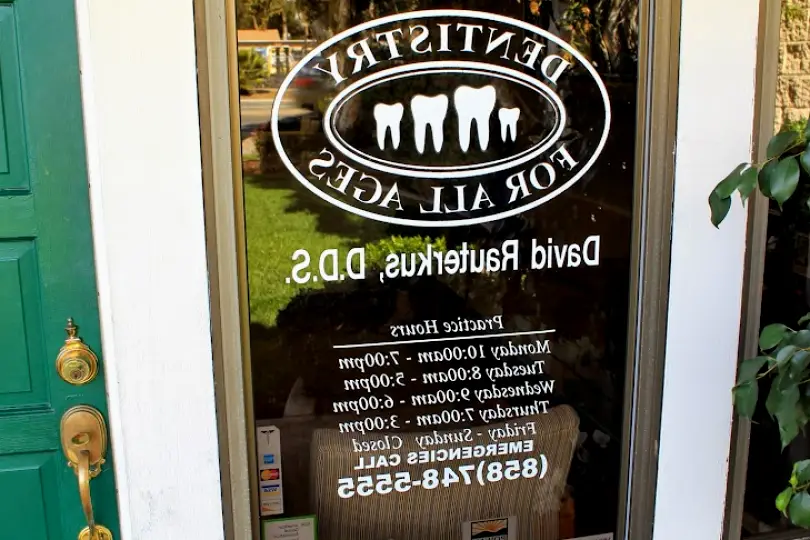 DENTISTRY
FOR ALL AGES
David Rauterkus, D.D.S.
Practice Hours
Monday 10:00am - 7:00pm
Tuesday 8:00am - 5:00pm
Wednesday 9:00am - 6:00pm
Thursday 7:00am - 3:00pm
Friday - Sunday Closed
EMERGENCIES CALL
(858)748-5555